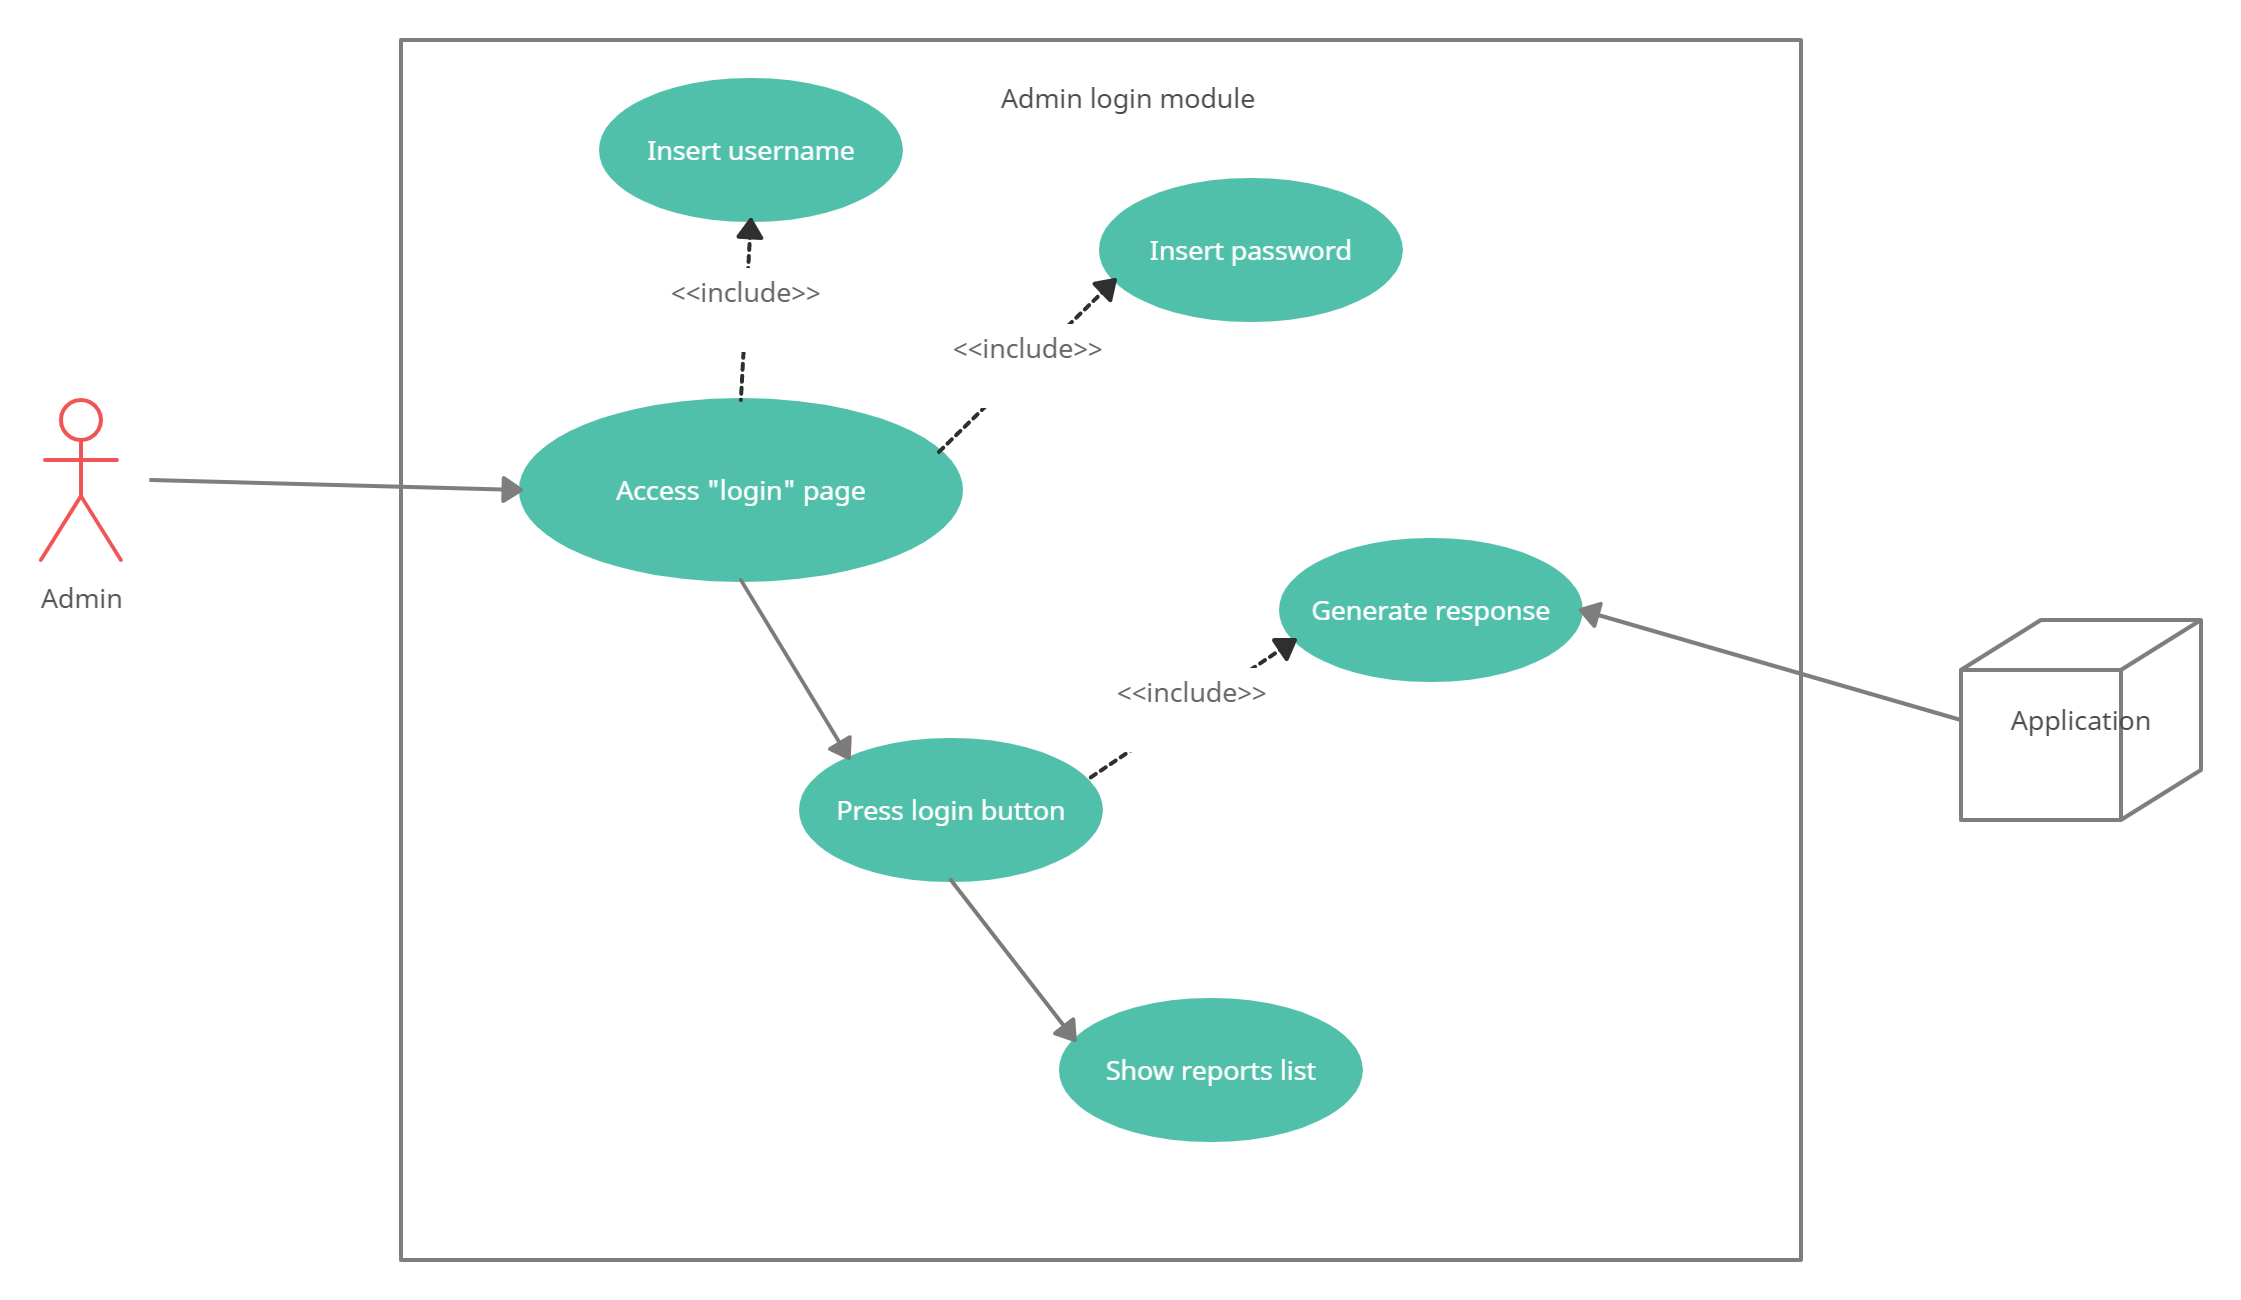 Admin login module
Insert username
Insert password
<<include>>
<<include>>
Access "login" page
Admin
Generate response
<<include>>
Application
Press login button
Show reports list